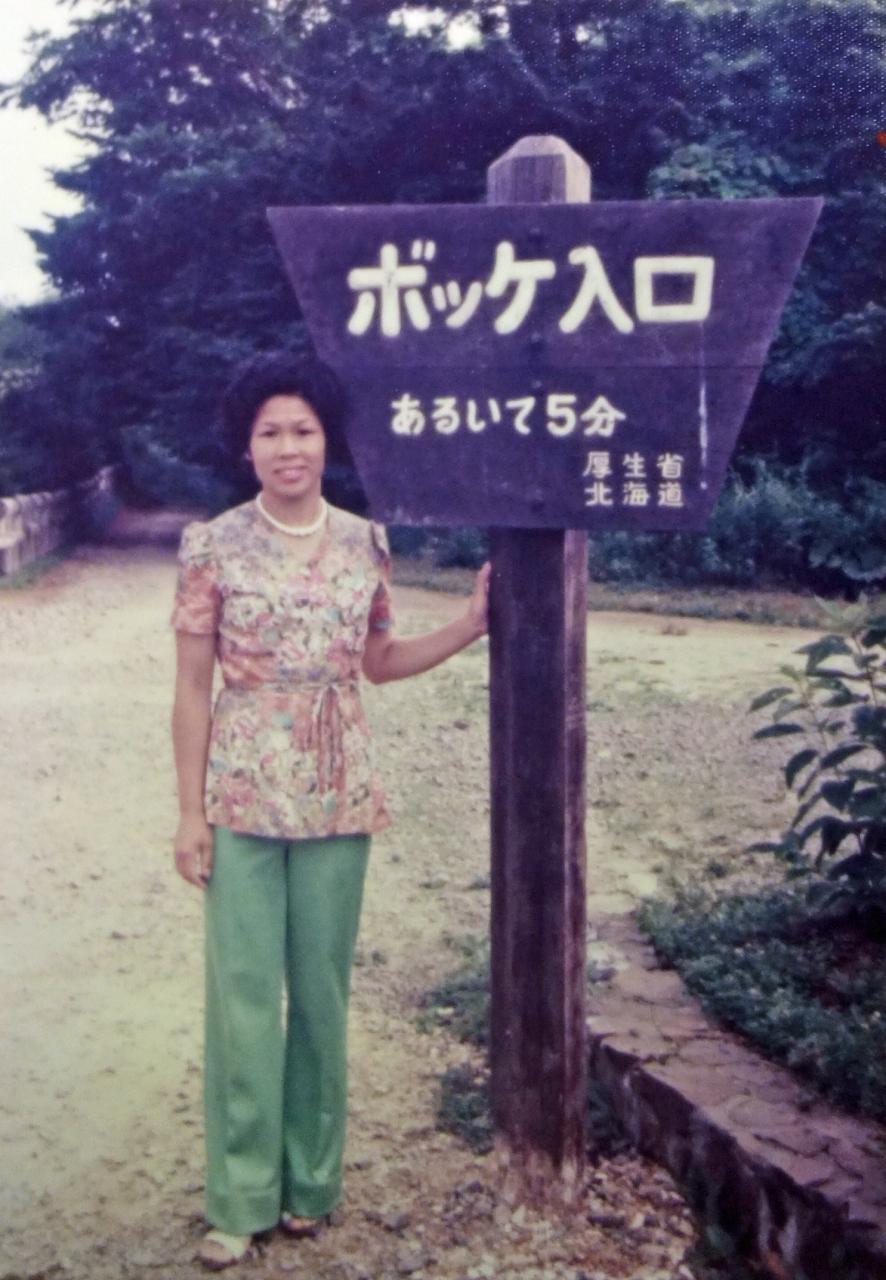 ボッケ入口
あるいて5分
厚生省
北海道